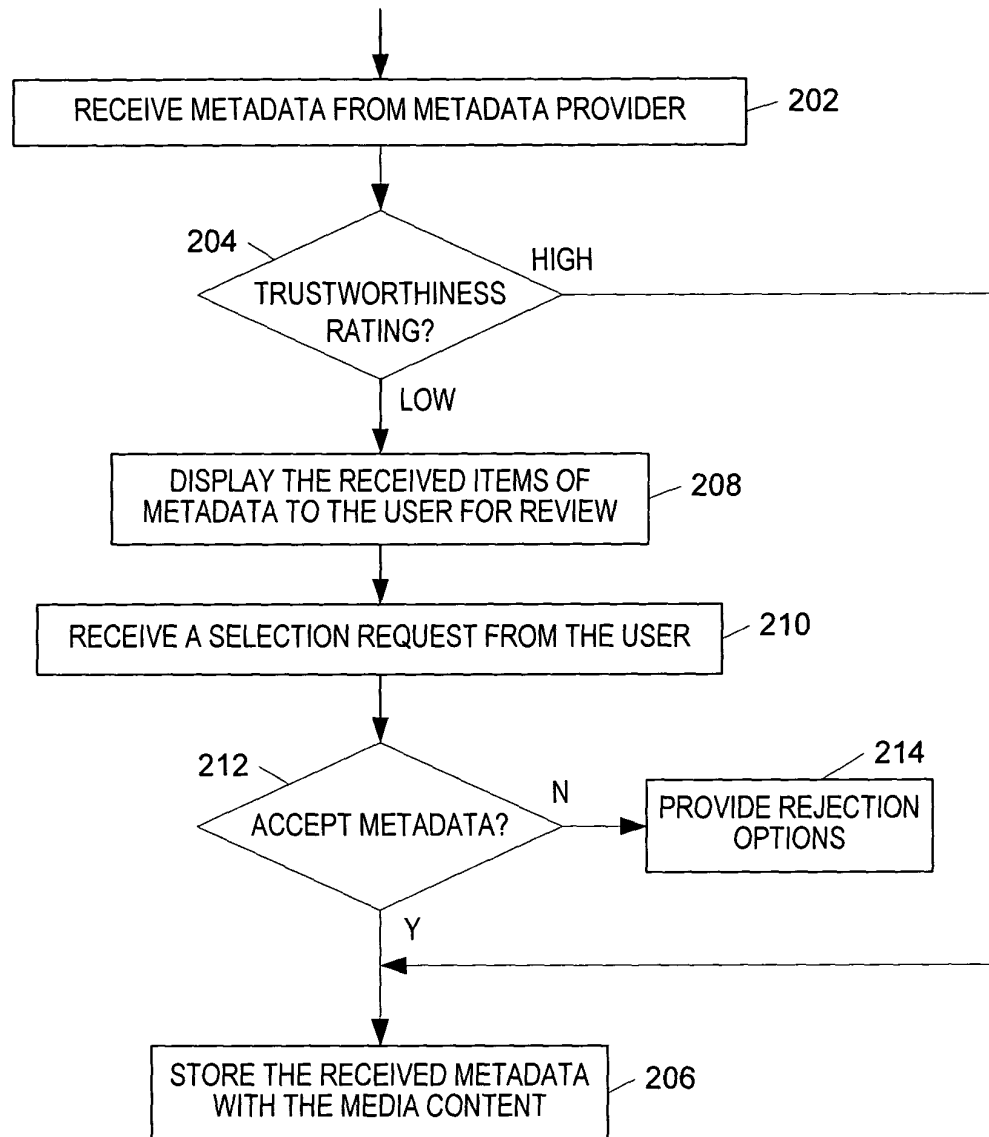 RECEIVE METADATA FROM METADATA PROVIDER
202
204
HIGH
TRUSTWORTHINESS
RATING?
LOW
DISPLAY THE RECEIVED ITEMS OF
METADATA TO THE USER FOR REVIEW
208
RECEIVE A SELECTION REQUEST FROM THE USER
210
212
ACCEPT METADATA?
N
214
PROVIDE REJECTION
OPTIONS
Y
STORE THE RECEIVED METADATA
WITH THE MEDIA CONTENT
206